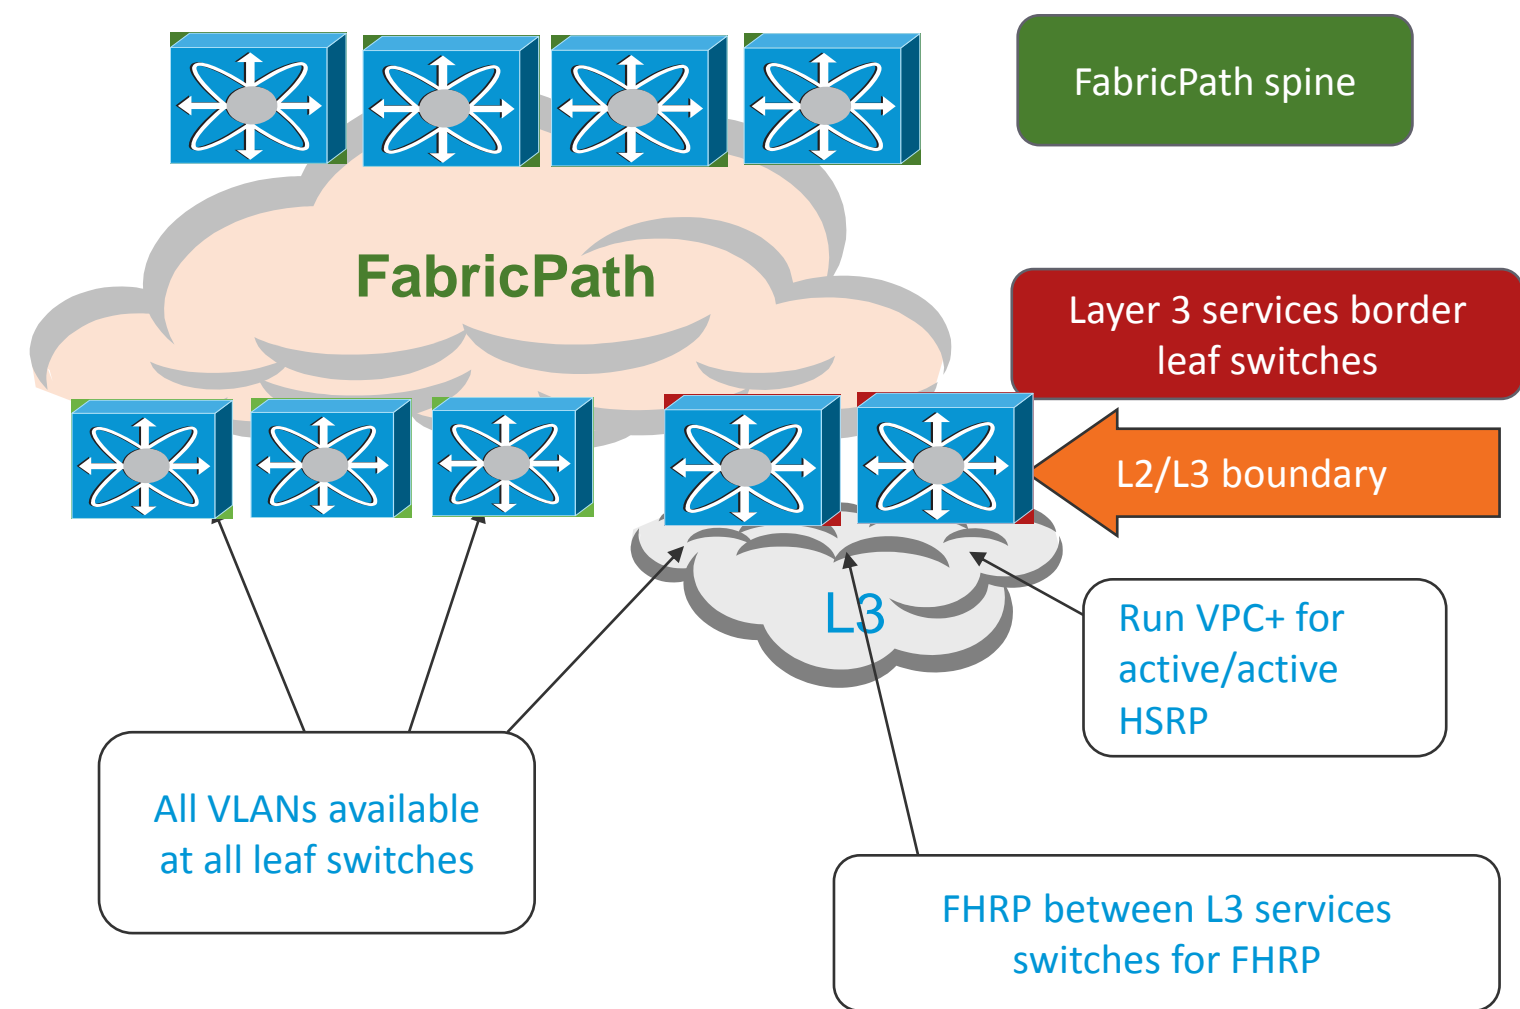 FabricPath spine
FabricPath
Layer 3 services border
leaf switches
L2/L3 boundary
L3
Run VPC+ for
active/active
HSRP
All VLANs available
at all leaf switches
FHRP between L3 services
switches for FHRP